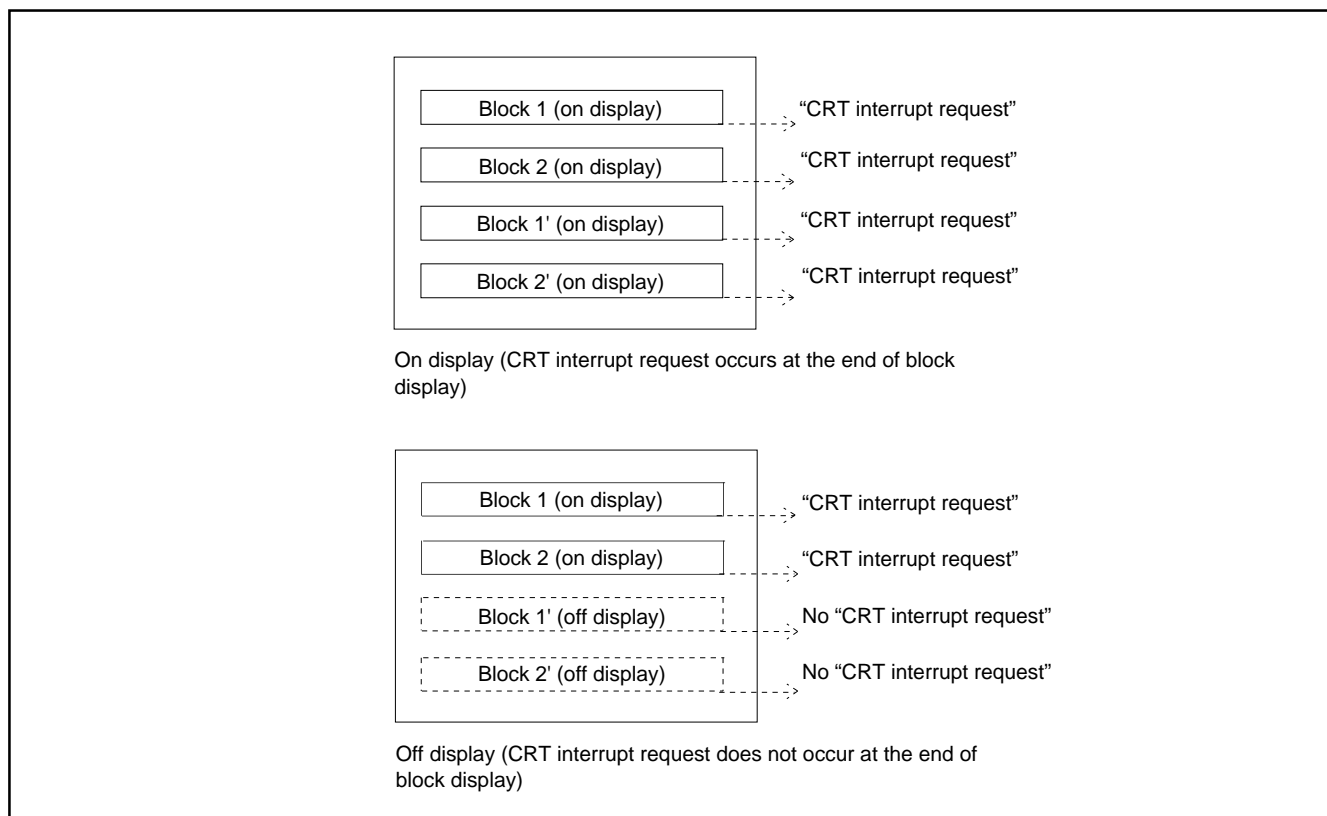 Block 1 (on display)
“CRT interrupt request”
Block 2 (on display)
“CRT interrupt request”
Block 1' (on display)
“CRT interrupt request”
Block 2' (on display)
“CRT interrupt request”
On display (CRT interrupt request occurs at the end of block
display)
Block 1 (on display)
“CRT interrupt request”
Block 2 (on display)
“CRT interrupt request”
Block 1' (off display)
No “CRT interrupt request”
Block 2' (off display)
No “CRT interrupt request”
Off display (CRT interrupt request does not occur at the end of
block display)